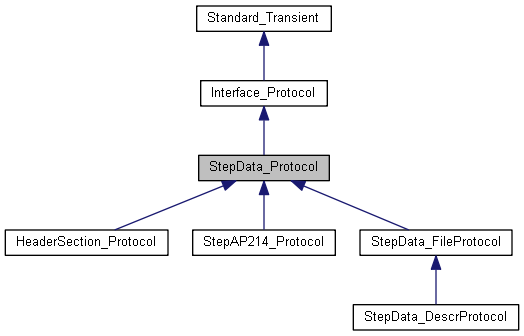 Standard_Transient
Interface_Protocol
StepData_Protocol
HeaderSection_Protocol
StepAP214_Protocol
StepData_FileProtocol
StepData_DescrProtocol